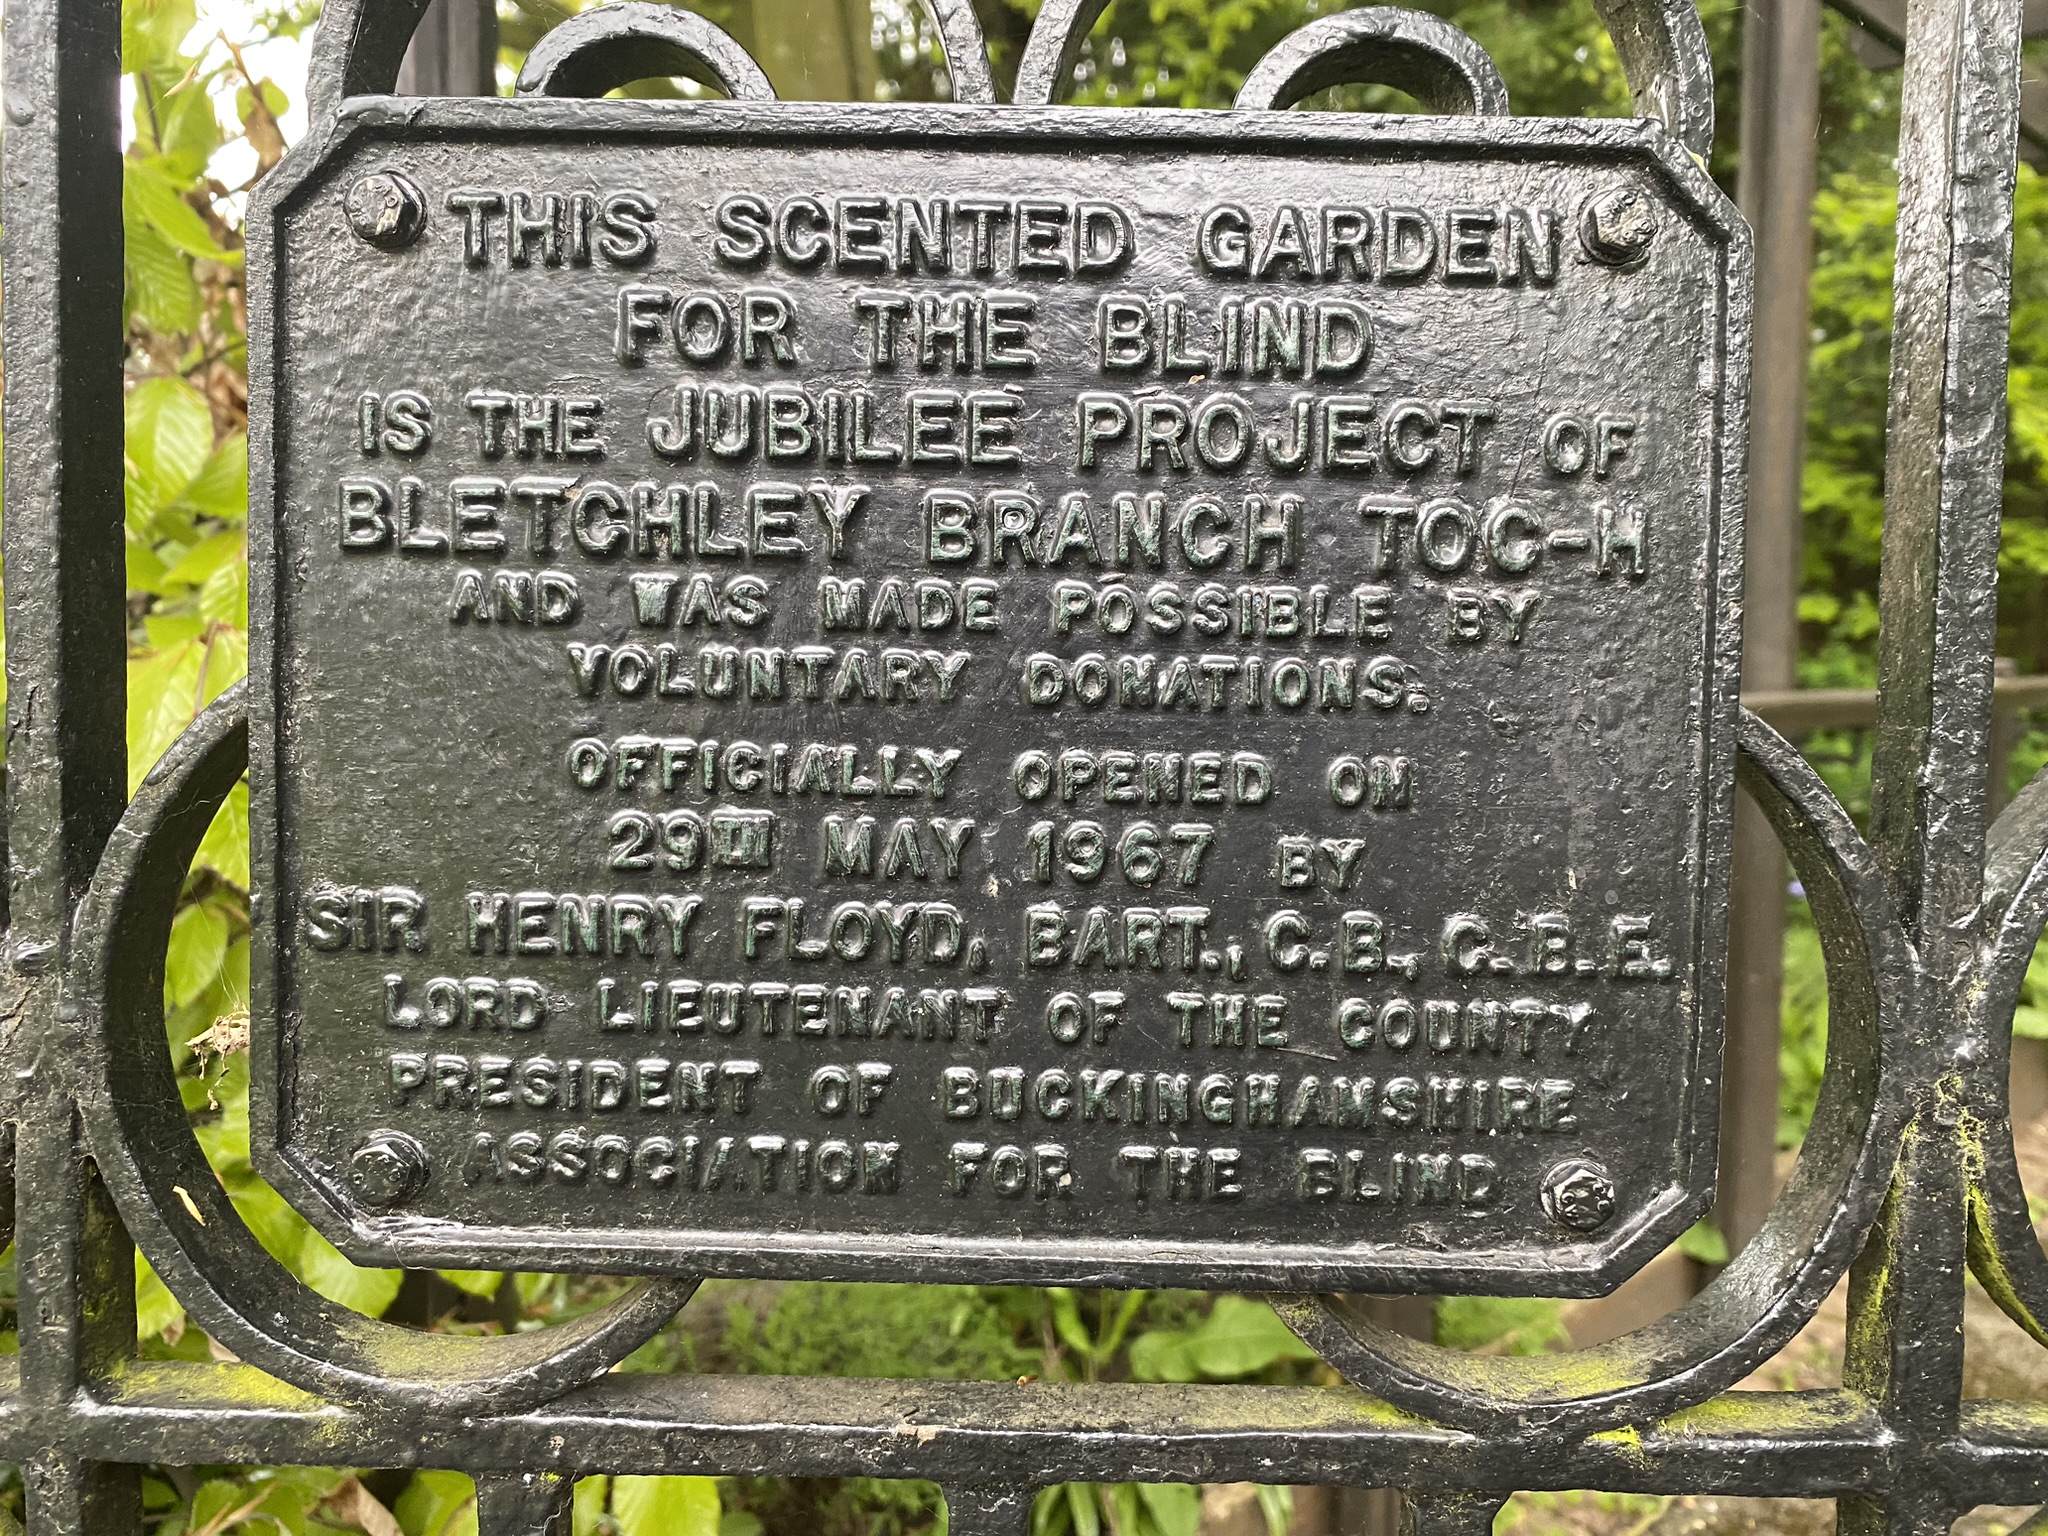 THIS SCENTED GARDEN
FOR THE BLIND
IS THE JUBILEE PROJECT OF
BLETCHLEY BRANCH TOC-H
AND WAS MADE POSSIBLE BY
VOLUNTARY DONATIONS.
OFFICIALLY OPENED ON
29TH MAY 1967 BY
SIR HENRY FLOYD, BART., C.B., C.B.E.
LORD LIEUTENANT OF THE COUNTY
PRESIDENT OF BUCKINGHAMSHIRE
ASSOCIATION FOR THE BLIND